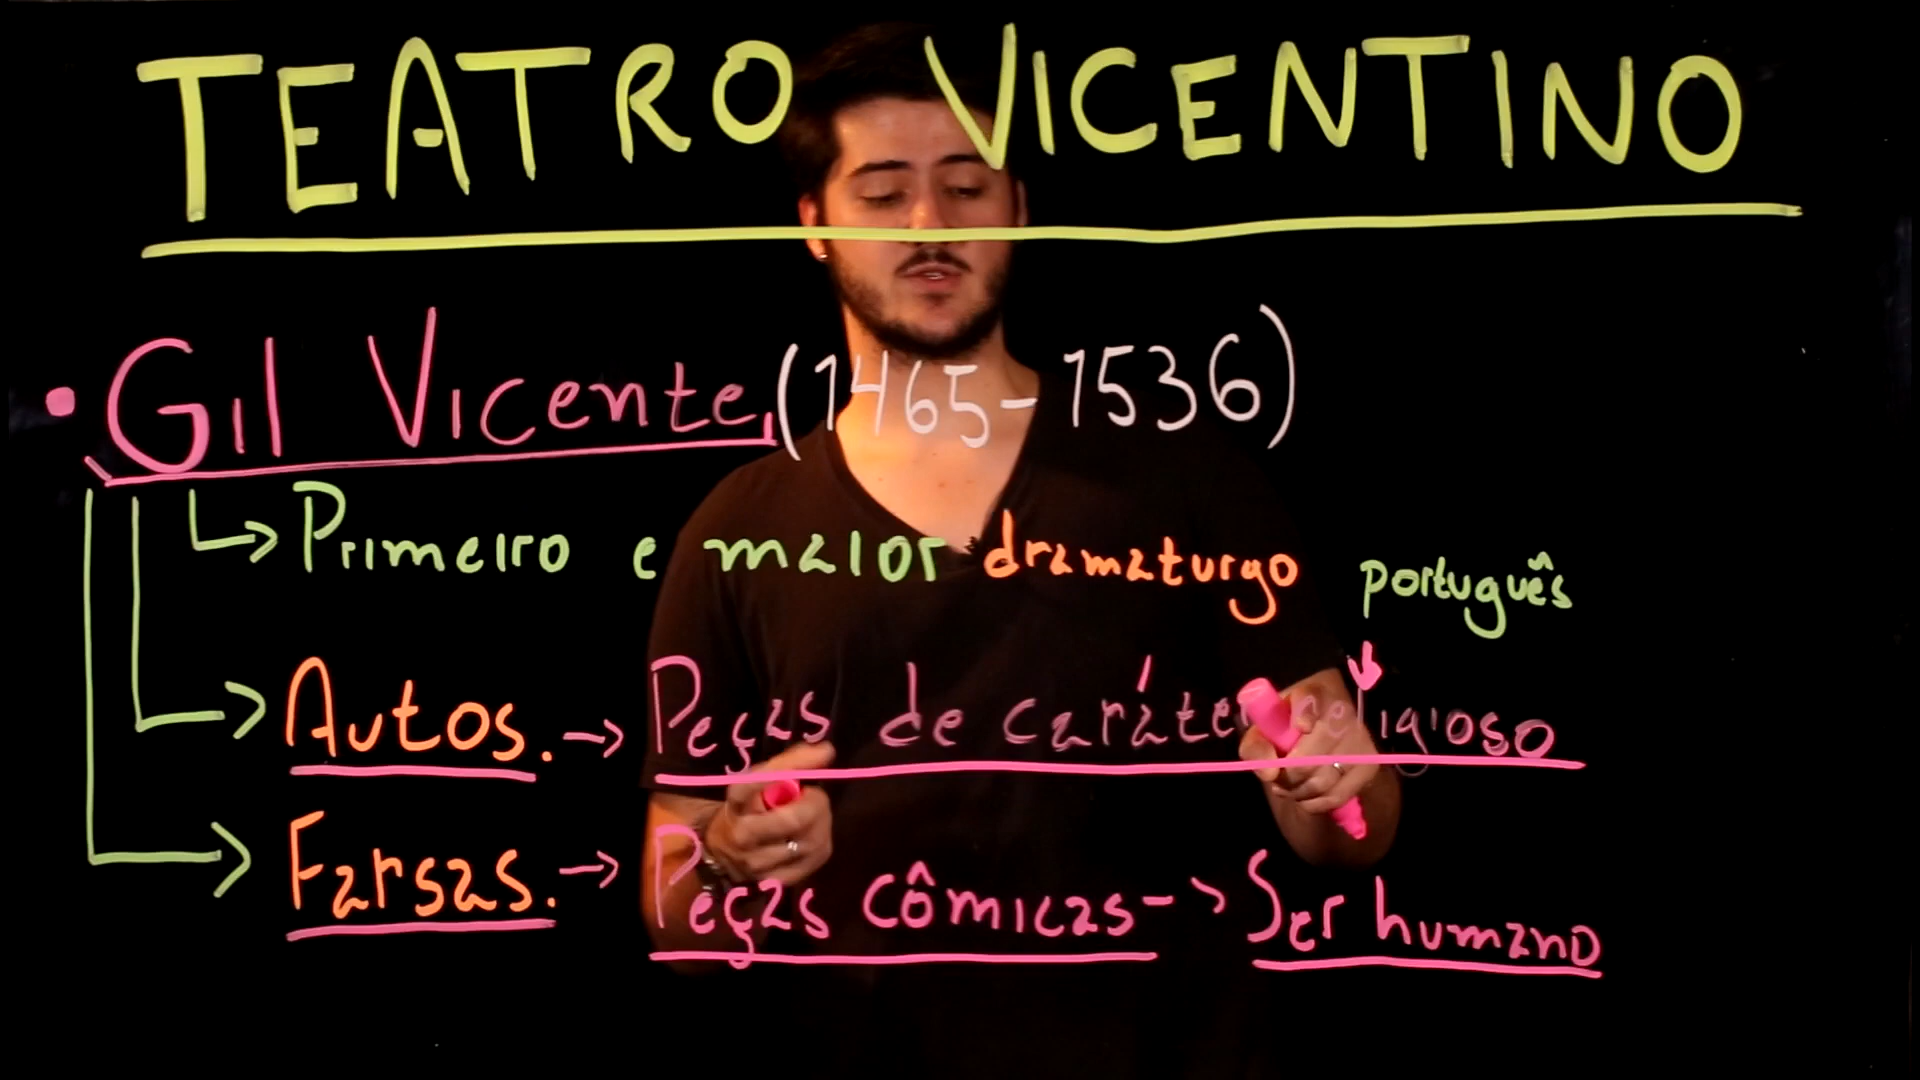 TEATRO VICENTINO
• Gil Vicente (1465-1536)
Primeiro e maior dramaturgo português
Autos. → Peças de caráter religioso
Farsas. → Peças cômicas -> Ser humano